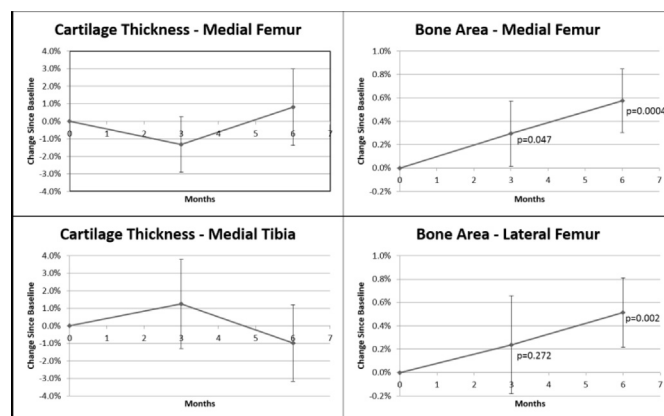 Cartilage Thickness - Medial Femur
4.0%
3.0%
2.0%
1.0%
0.0%
-1.0%
-2.0%
-3.0%
-4.0%
Change Since Baseline
0 1 2 3 4 5 6 7
Months
Bone Area - Medial Femur
1.0%
0.8%
0.6%
0.4%
0.2%
0.0%
-0.2%
Change Since Baseline
p=0.047
p=0.0004
0 1 2 3 4 5 6 7
Months
Cartilage Thickness - Medial Tibia
4.0%
3.0%
2.0%
1.0%
0.0%
-1.0%
-2.0%
-3.0%
-4.0%
Change Since Baseline
0 1 2 3 4 5 6 7
Months
Bone Area - Lateral Femur
1.0%
0.8%
0.6%
0.4%
0.2%
0.0%
-0.2%
Change Since Baseline
p=0.272
p=0.002
0 1 2 3 4 5 6 7
Months